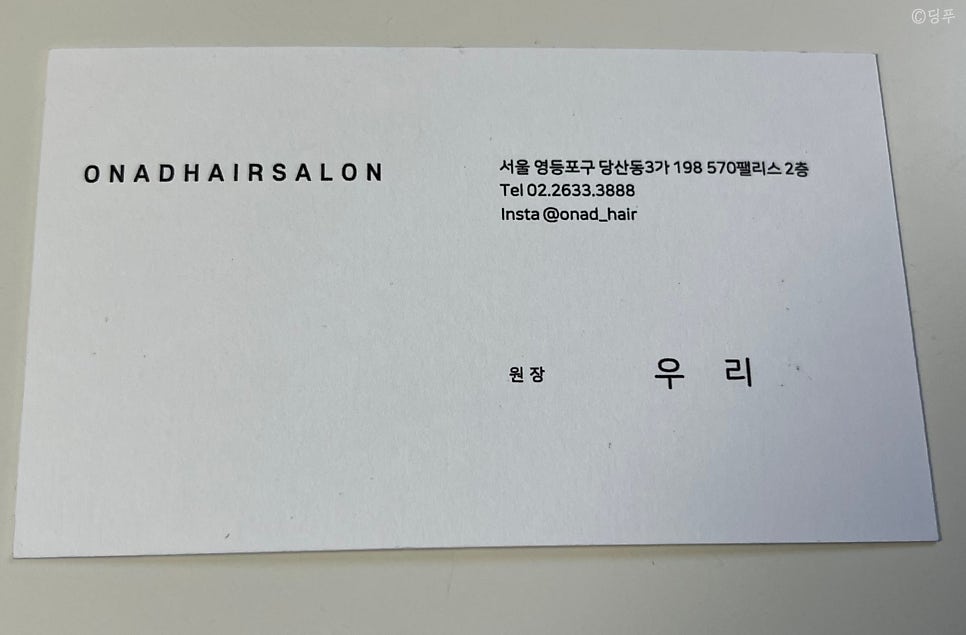 ©딩푸
ONADHAIRSALON
서울 영등포구 당산동3가 198 570팰리스 2층
Tel 02.2633.3888
Insta @onad_hair
원장 우리